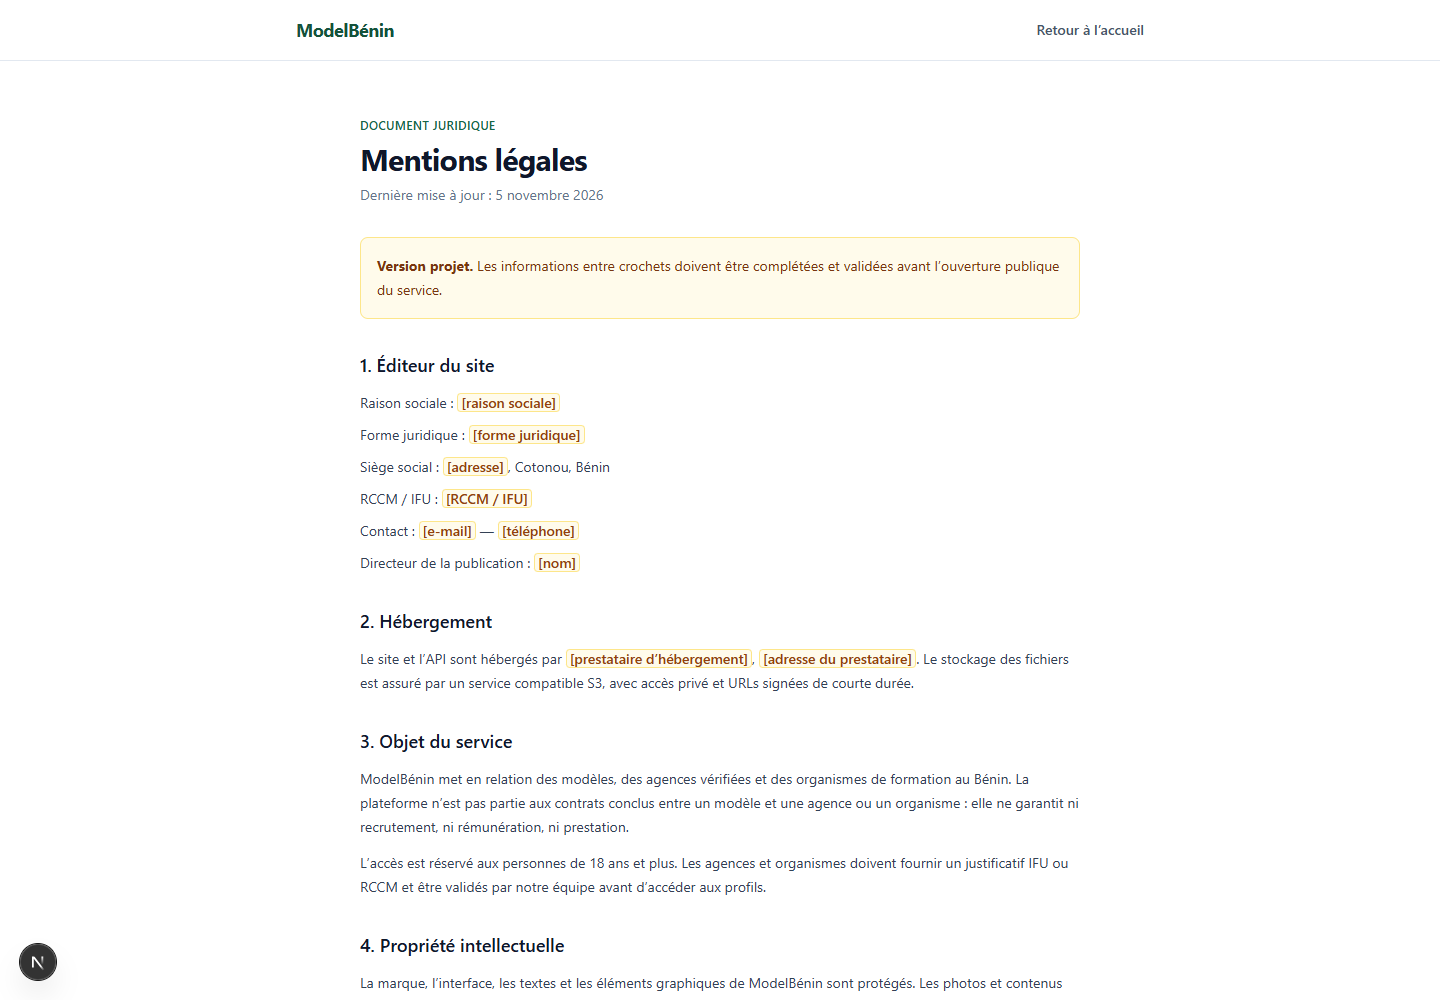 ModelBénin
Retour à l’accueil
DOCUMENT JURIDIQUE
Mentions légales
Dernière mise à jour : 5 novembre 2026
Version projet. Les informations entre crochets doivent être complétées et validées avant l’ouverture publique
du service.
1. Éditeur du site
Raison sociale : [raison sociale]
Forme juridique : [forme juridique]
Siège social : [adresse], Cotonou, Bénin
RCCM / IFU : [RCCM / IFU]
Contact : [e-mail] — [téléphone]
Directeur de la publication : [nom]
2. Hébergement
Le site et l’API sont hébergés par [prestataire d’hébergement], [adresse du prestataire]. Le stockage des fichiers
est assuré par un service compatible S3, avec accès privé et URLs signées de courte durée.
3. Objet du service
ModelBénin met en relation des modèles, des agences vérifiées et des organismes de formation au Bénin. La
plateforme n’est pas partie aux contrats conclus entre un modèle et une agence ou un organisme : elle ne garantit ni
recrutement, ni rémunération, ni prestation.
L’accès est réservé aux personnes de 18 ans et plus. Les agences et organismes doivent fournir un justificatif IFU ou
RCCM et être validés par notre équipe avant d’accéder aux profils.
4. Propriété intellectuelle
La marque, l’interface, les textes et les éléments graphiques de ModelBénin sont protégés. Les photos et contenus
N